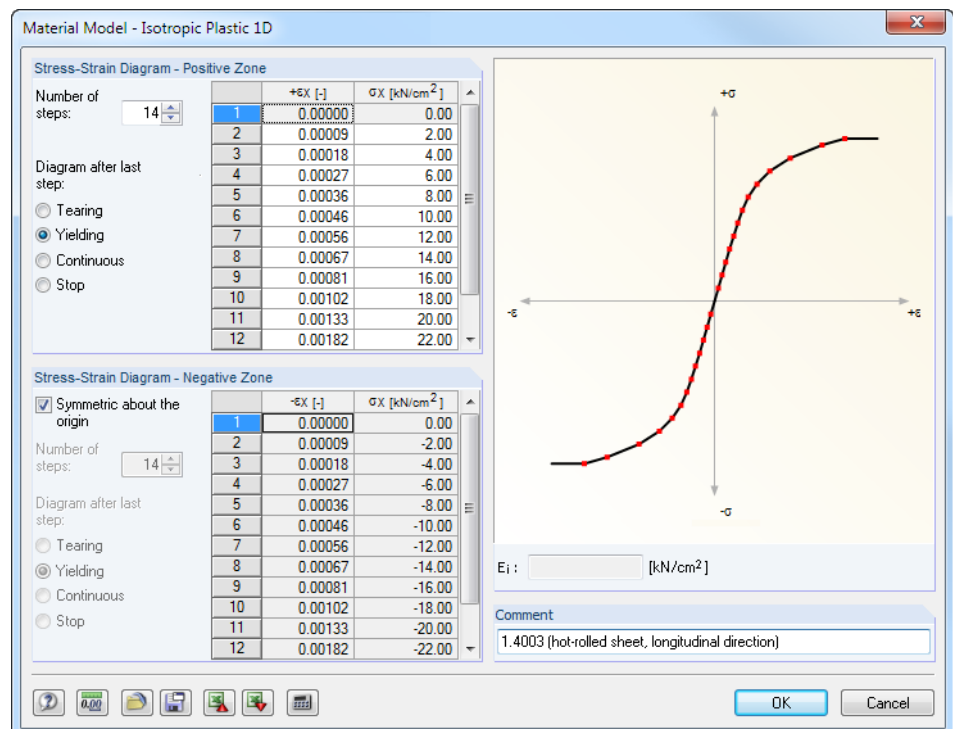 Material Model - Isotropic Plastic 1D
Stress-Strain Diagram - Positive Zone
Number of
steps:
14
Diagram after last
step:
Tearing
Yielding
Continuous
Stop
+εX [-] σX [kN/cm2]
1 0.00000 0.00
2 0.00009 2.00
3 0.00018 4.00
4 0.00027 6.00
5 0.00036 8.00
6 0.00046 10.00
7 0.00056 12.00
8 0.00067 14.00
9 0.00081 16.00
10 0.00102 18.00
11 0.00133 20.00
12 0.00182 22.00
Stress-Strain Diagram - Negative Zone
Symmetric about the
origin
Number of
steps:
14
Diagram after last
step:
Tearing
Yielding
Continuous
Stop
-εX [-] σX [kN/cm2]
1 0.00000 0.00
2 0.00009 -2.00
3 0.00018 -4.00
4 0.00027 -6.00
5 0.00036 -8.00
6 0.00046 -10.00
7 0.00056 -12.00
8 0.00067 -14.00
9 0.00081 -16.00
10 0.00102 -18.00
11 0.00133 -20.00
12 0.00182 -22.00
+σ
-ε
+ε
-σ
Ei : [kN/cm2]
Comment
1.4003 (hot-rolled sheet, longitudinal direction)
0.00
OK
Cancel